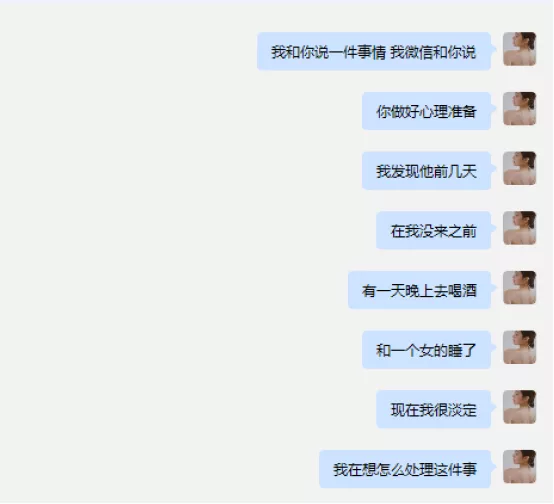 我和你说一件事情 我微信和你说
你做好心理准备
我发现他前几天
在我没来之前
有一天晚上去喝酒
和一个女的睡了
现在我很淡定
我在想怎么处理这件事